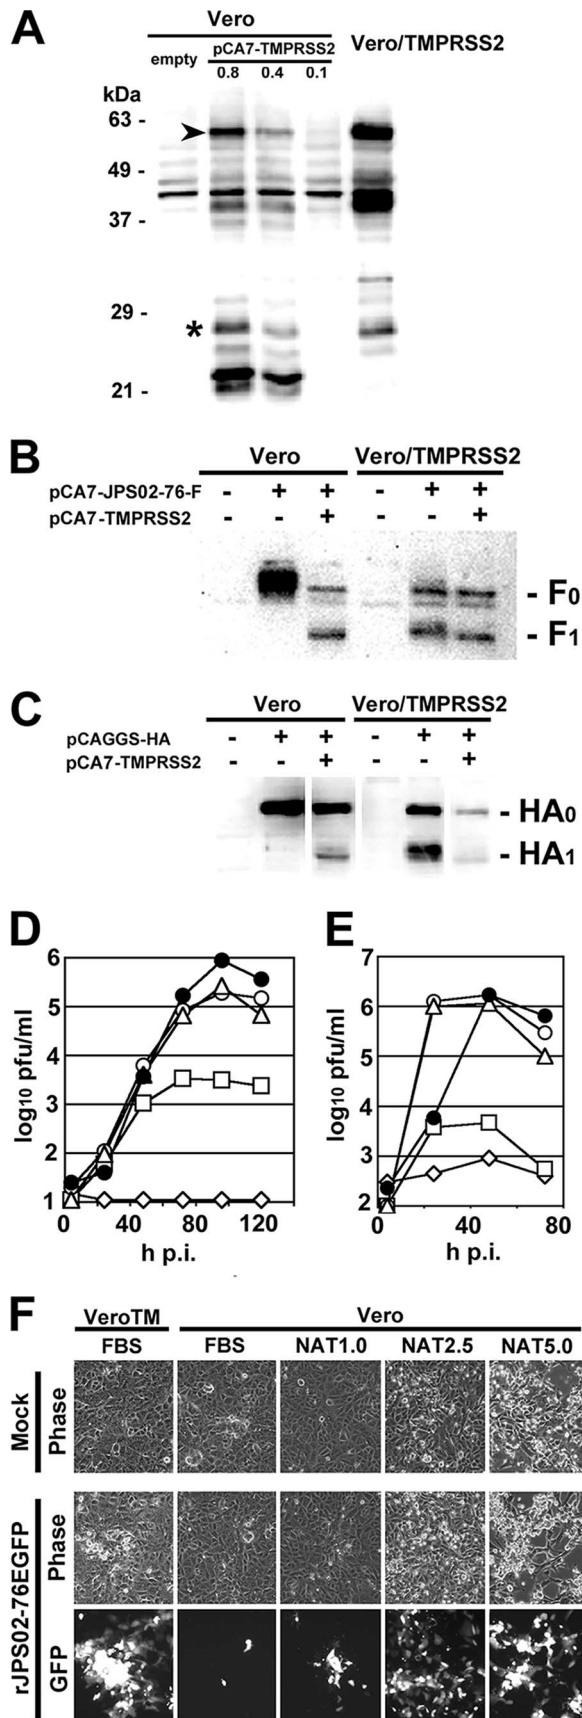 A
Vero
Vero/TMPRSS2
empty
pCA7-TMPRSS2
0.8 0.4 0.1
kDa
63 -
49 -
37 -
29 -
*
21 -
B
Vero Vero/TMPRSS2
pCA7-JPS02-76-F - + + - + +
pCA7-TMPRSS2 - - + - - +
- F0
- F1
C
Vero Vero/TMPRSS2
pCAGGS-HA - + + - + +
pCA7-TMPRSS2 - - + - - +
- HA0
- HA1
D
log10 pfu/ml
6
5
4
3
2
1
0 40 80 120
h p.i.
E
log10 pfu/ml
7
6
5
4
3
2
0 40 80
h p.i.
F
VeroTM Vero
FBS FBS NAT1.0 NAT2.5 NAT5.0
Mock
Phase
rJPS02-76EGFP
Phase
GFP